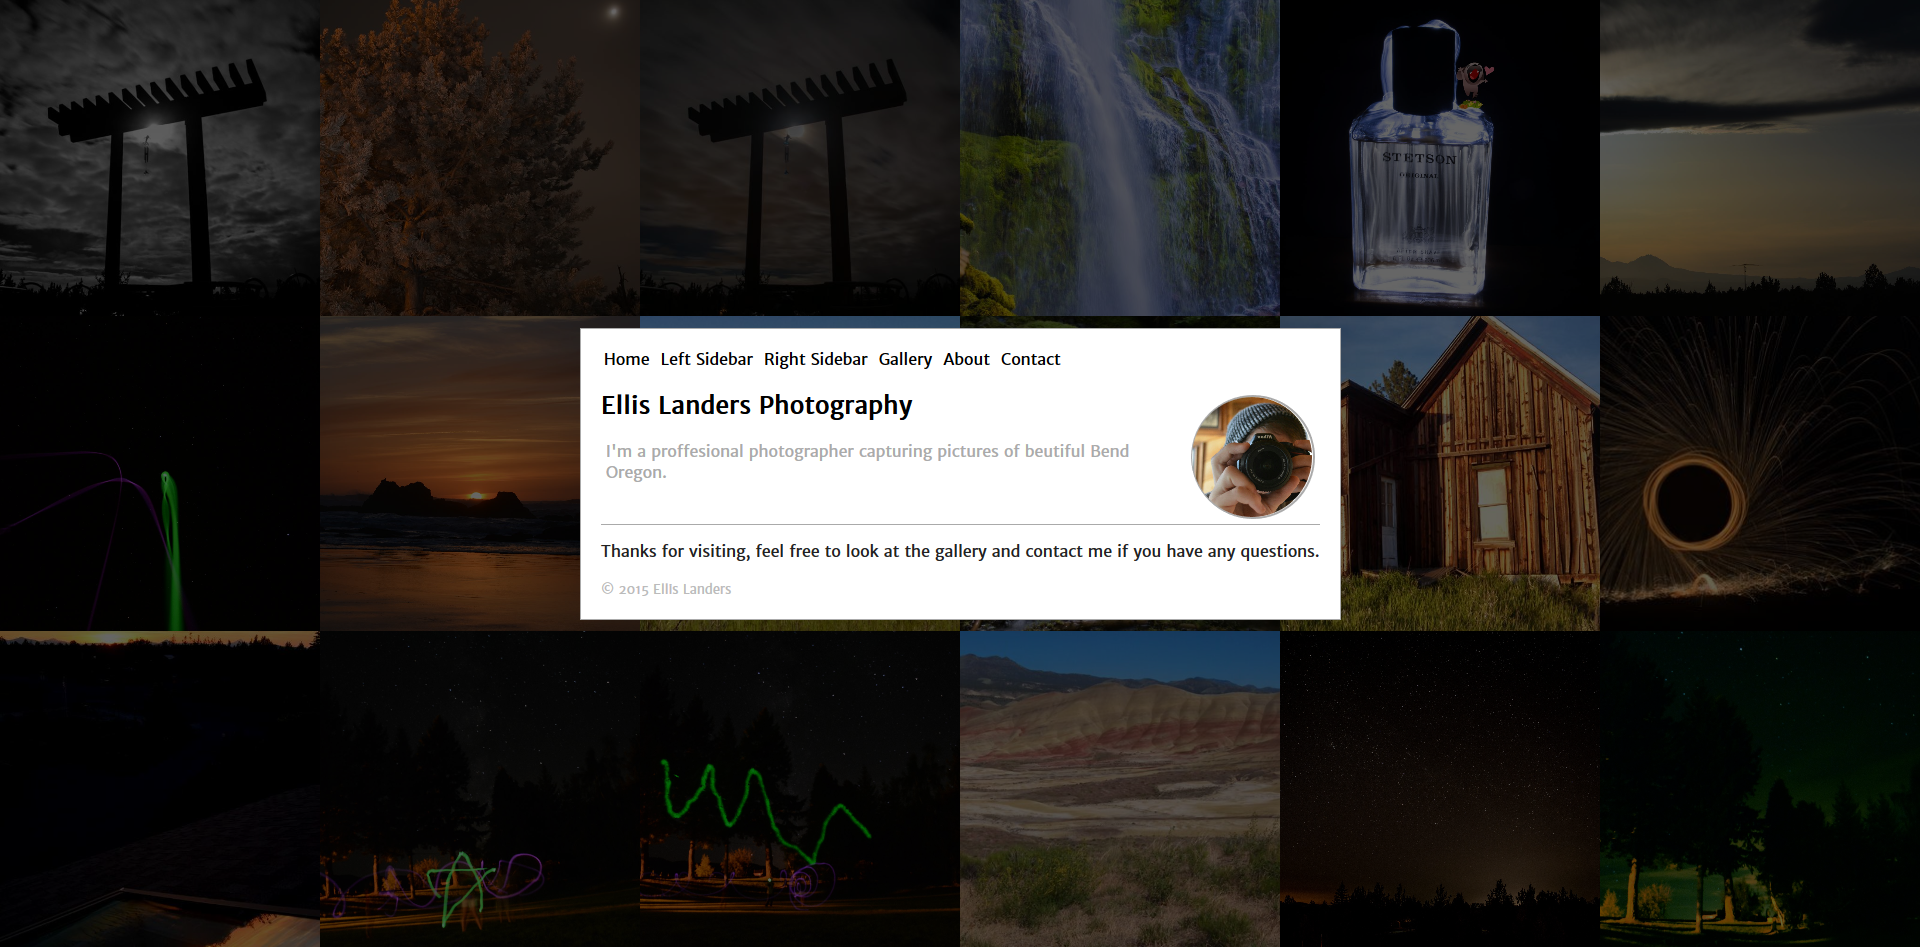 STETSON
ORIGINAL
Home Left Sidebar Right Sidebar Gallery About Contact
Ellis Landers Photography
I'm a proffesional photographer capturing pictures of beutiful Bend
Oregon.
Thanks for visiting, feel free to look at the gallery and contact me if you have any questions.
© 2015 Ellis Landers